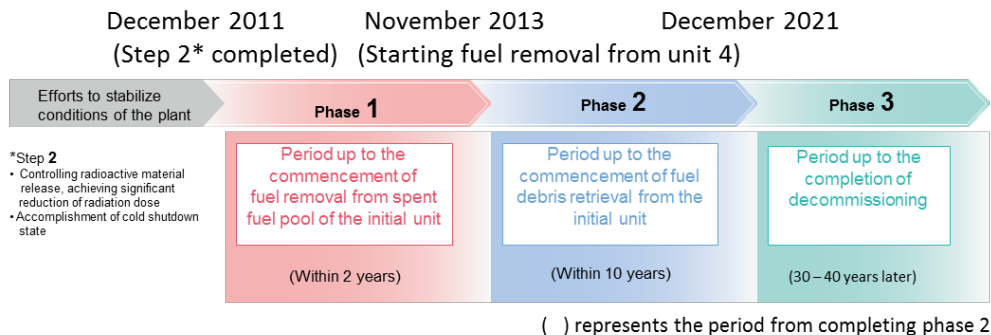 December 2011
(Step 2* completed)
November 2013
(Starting fuel removal from unit 4)
December 2021
Efforts to stabilize
conditions of the plant
Phase 1
Phase 2
Phase 3
*Step 2
• Controlling radioactive material
release, achieving significant
reduction of radiation dose
• Accomplishment of cold shutdown
state
Period up to the
commencement of
fuel removal from spent
fuel pool of the initial unit
(Within 2 years)
Period up to the
commencement of fuel
debris retrieval from the
initial unit
(Within 10 years)
Period up to the
completion of
decommissioning
(30 – 40 years later)
( ) represents the period from completing phase 2